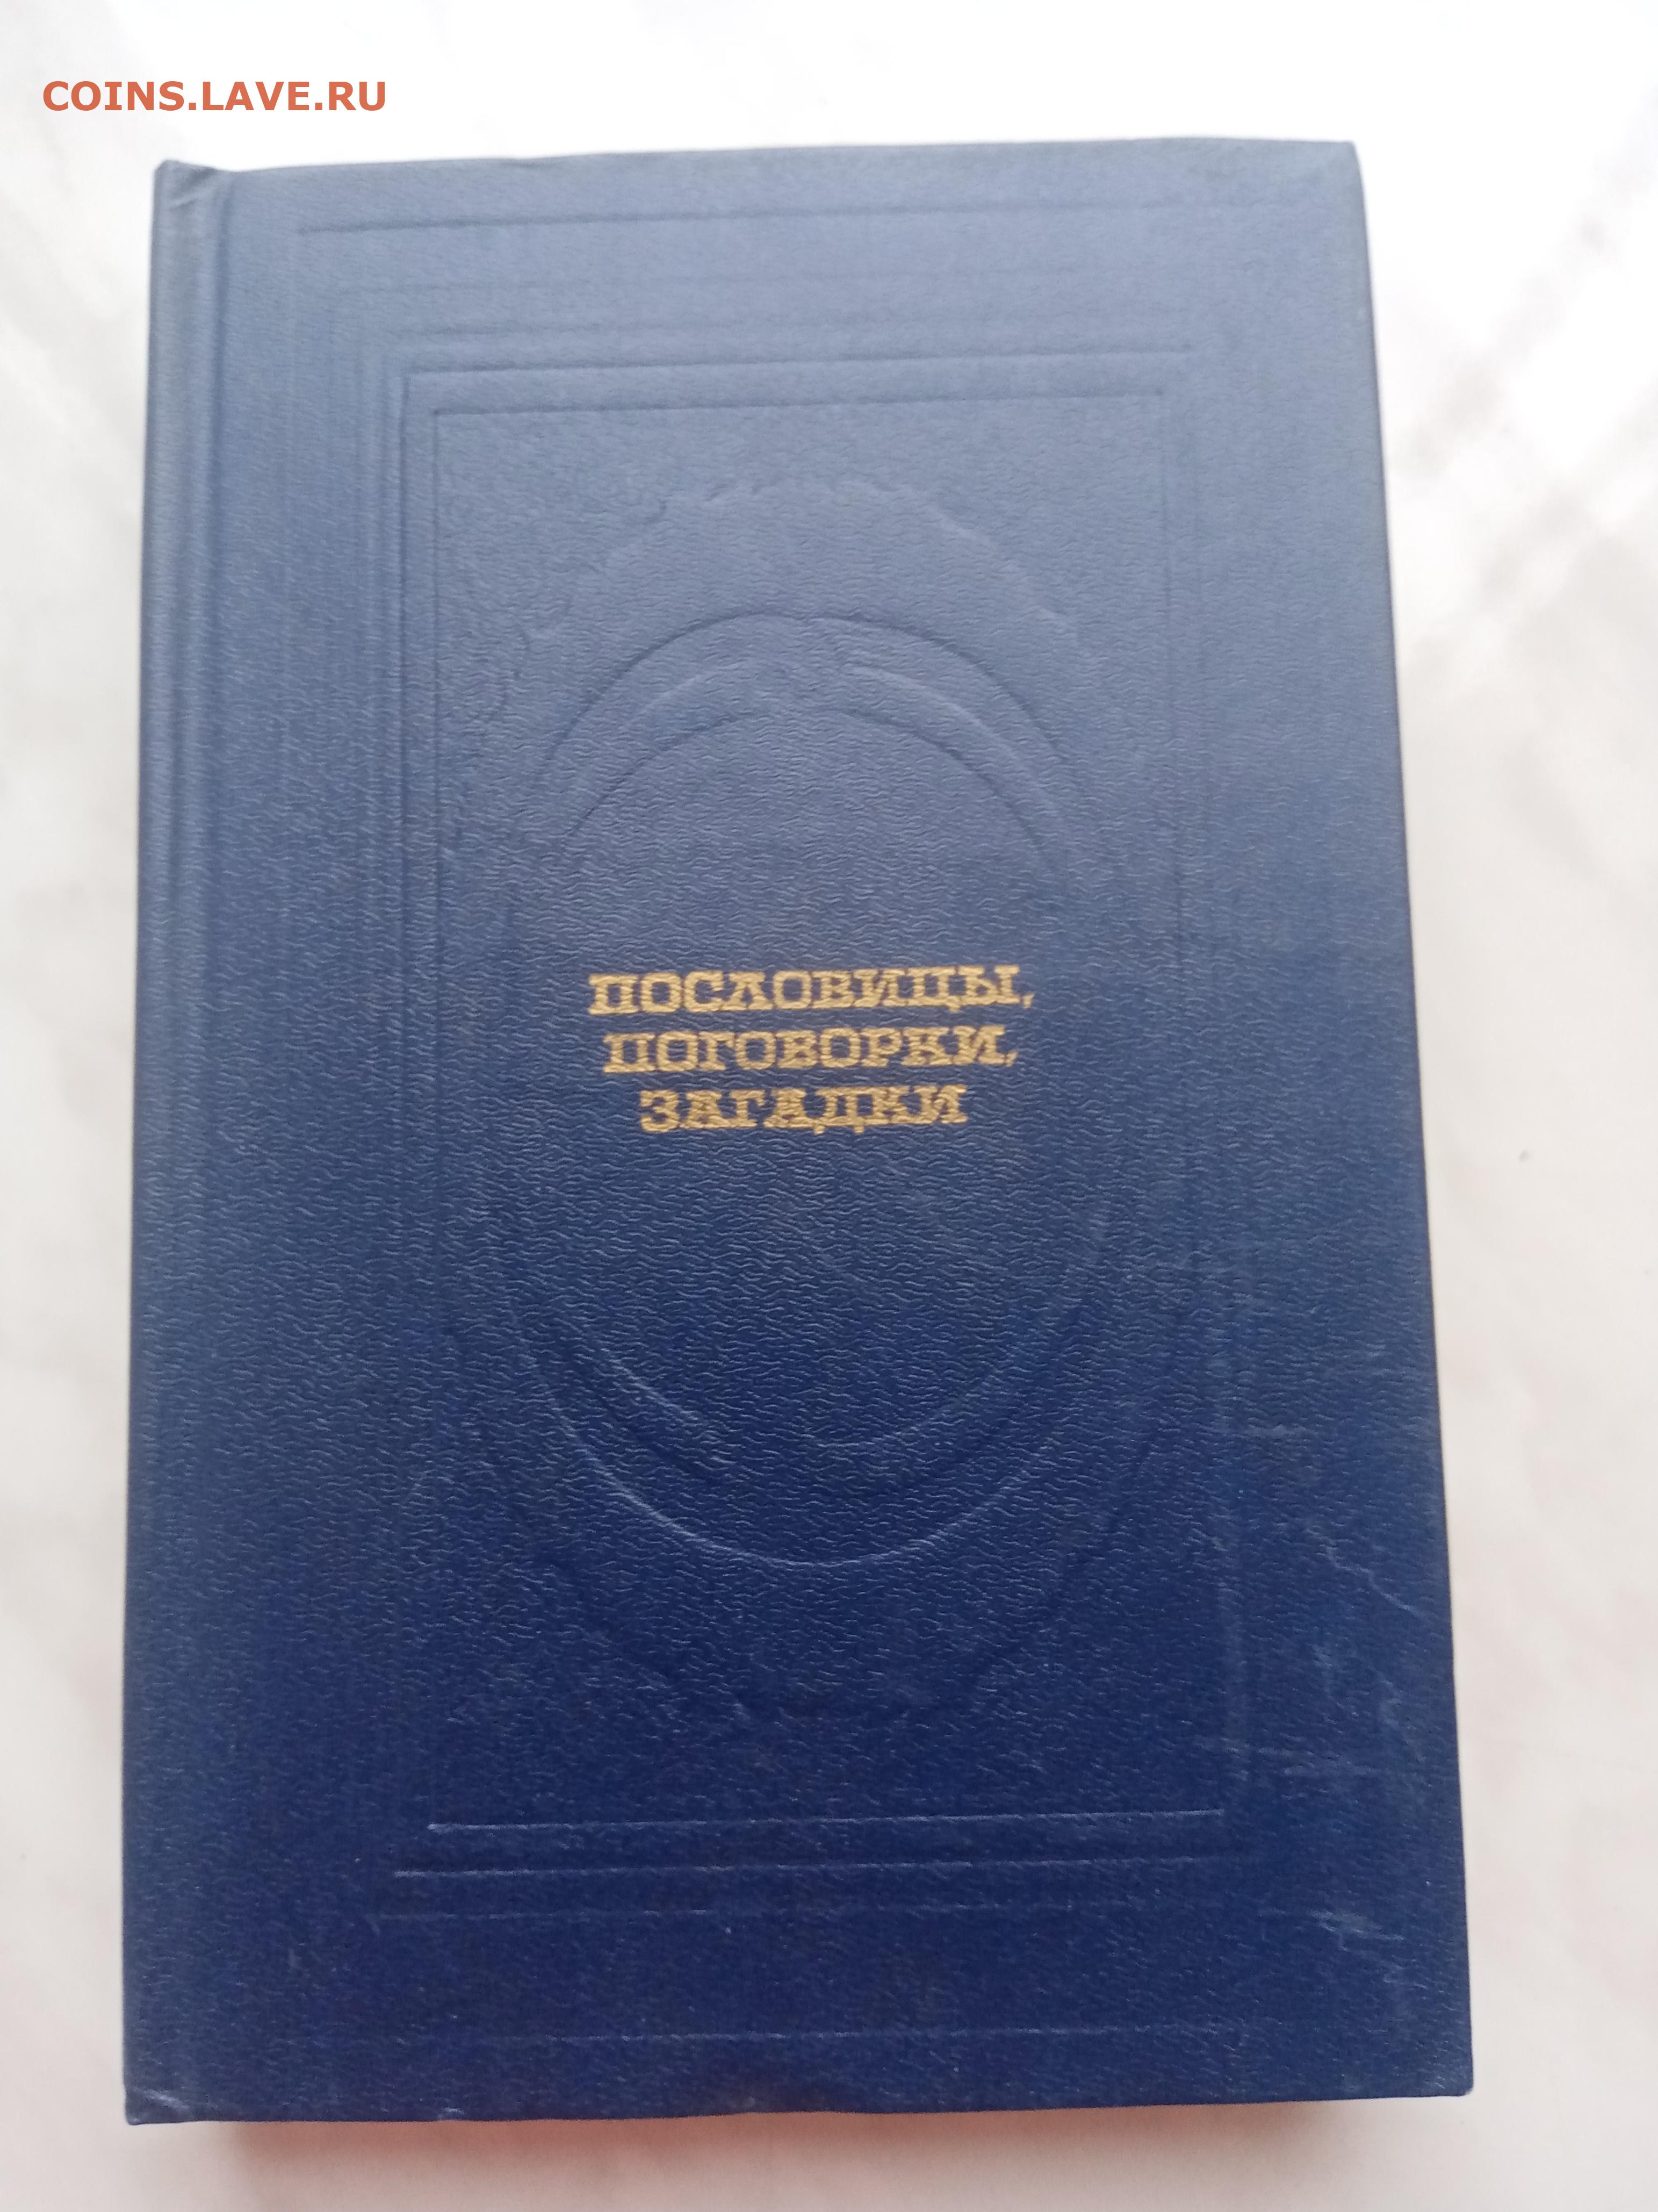 COINS.LAVE.RU
ПОСЛОВИЦЫ,
ПОГОВОРКИ,
ЗАГАДКИ